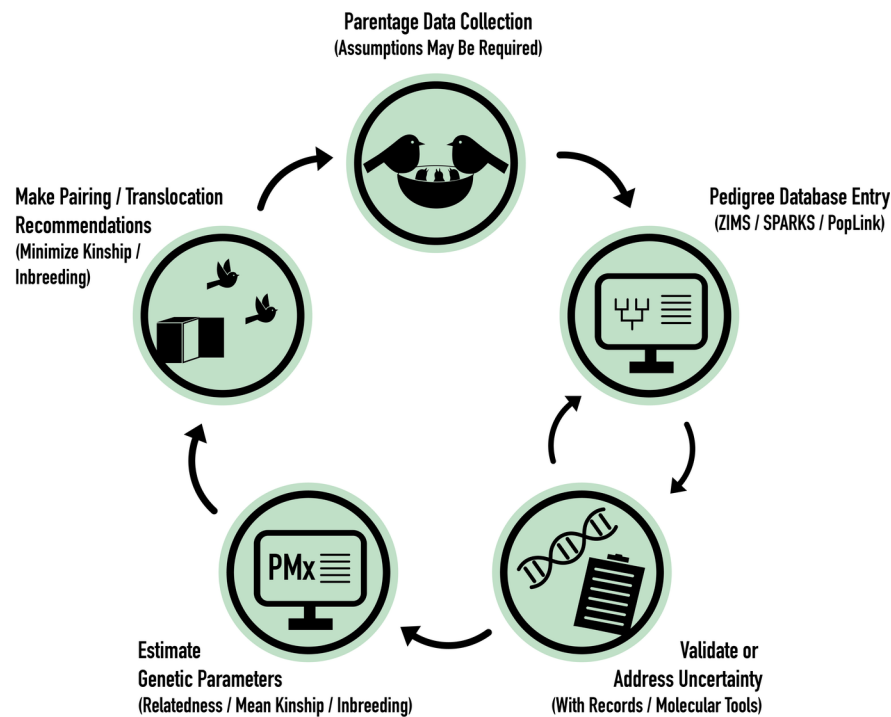 Parentage Data Collection
(Assumptions May Be Required)
Pedigree Database Entry
(ZIMS / SPARKS / PopLink)
Validate or
Address Uncertainty
(With Records / Molecular Tools)
PMx
Estimate
Genetic Parameters
(Relatedness / Mean Kinship / Inbreeding)
Make Pairing / Translocation
Recommendations
(Minimize Kinship /
Inbreeding)